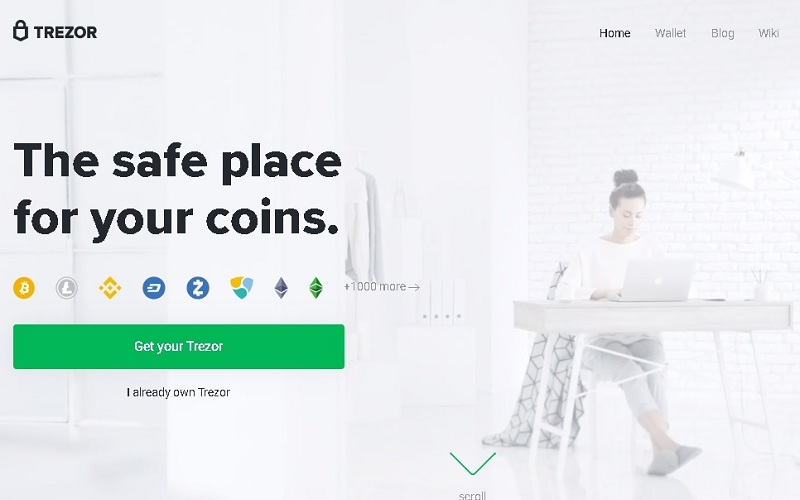 TREZOR
Home Wallet Blog Wiki
The safe place
for your coins.
+1000 more →
Get your Trezor
I already own Trezor
scroll